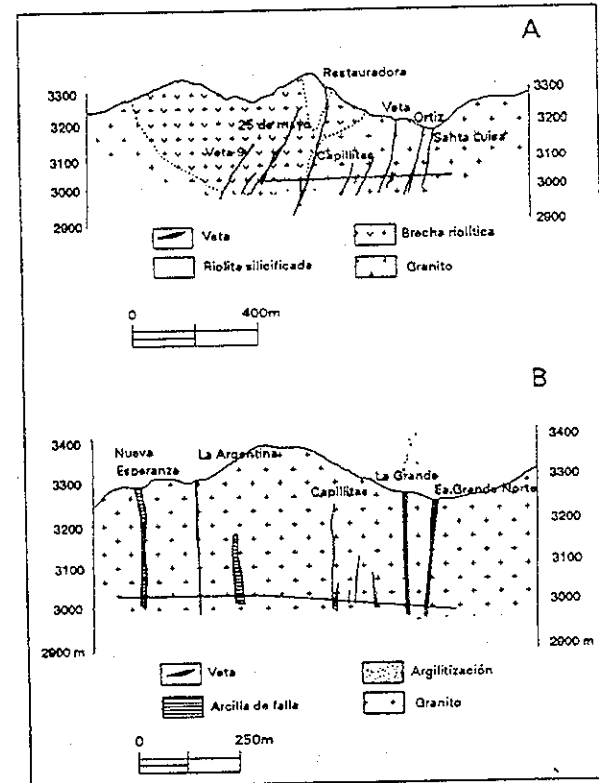 A
Restauradora
3300
3200
3100
3000
2900
Veta
Ortiz
Sahta Cuisa
25 de mayo
Veta 9
Capillitas
3300
3200
3100
3000
2900
Veta
Brecha riolítica
Riolita silicificada
Granito
0 400m
B
3400
3300
3200
3100
3000
2900 m
Nueva
Esperanza
La Argentina
Capillitas
La Grande
Ea.Grande Norte
3400
3300
3200
3100
3000
2900 m
Veta
Argilitización
Arcilla de falla
Granito
0 250m